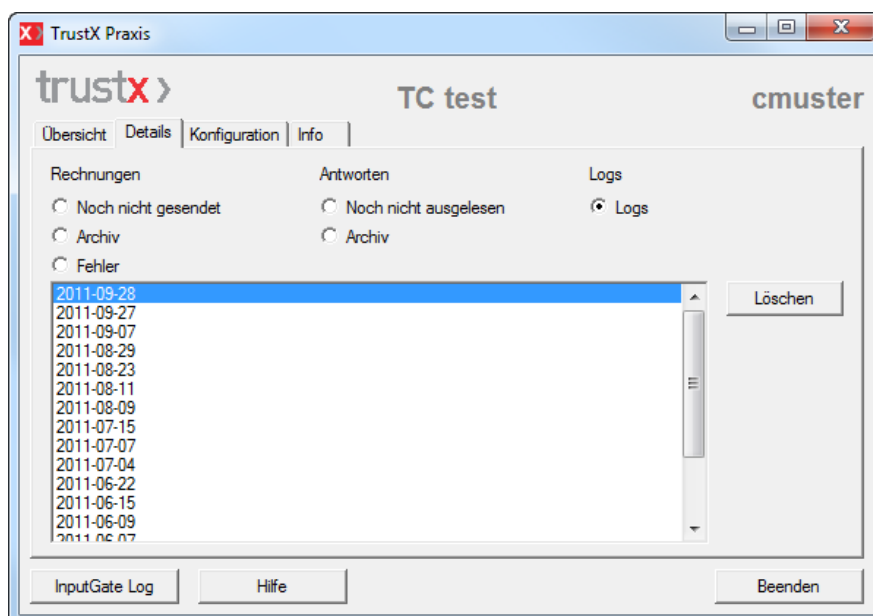 TrustX Praxis
trustx
TC test
cmuster
Übersicht Details Konfiguration Info
Rechnungen Antworten Logs
Noch nicht gesendet Noch nicht ausgelesen Logs
Archiv Archiv
Fehler
2011-09-28
Löschen
2011-09-27
2011-09-07
2011-08-29
2011-08-23
2011-08-11
2011-08-09
2011-07-15
2011-07-07
2011-07-04
2011-06-22
2011-06-15
2011-06-09
2011-06-07
InputGate Log Hilfe Beenden